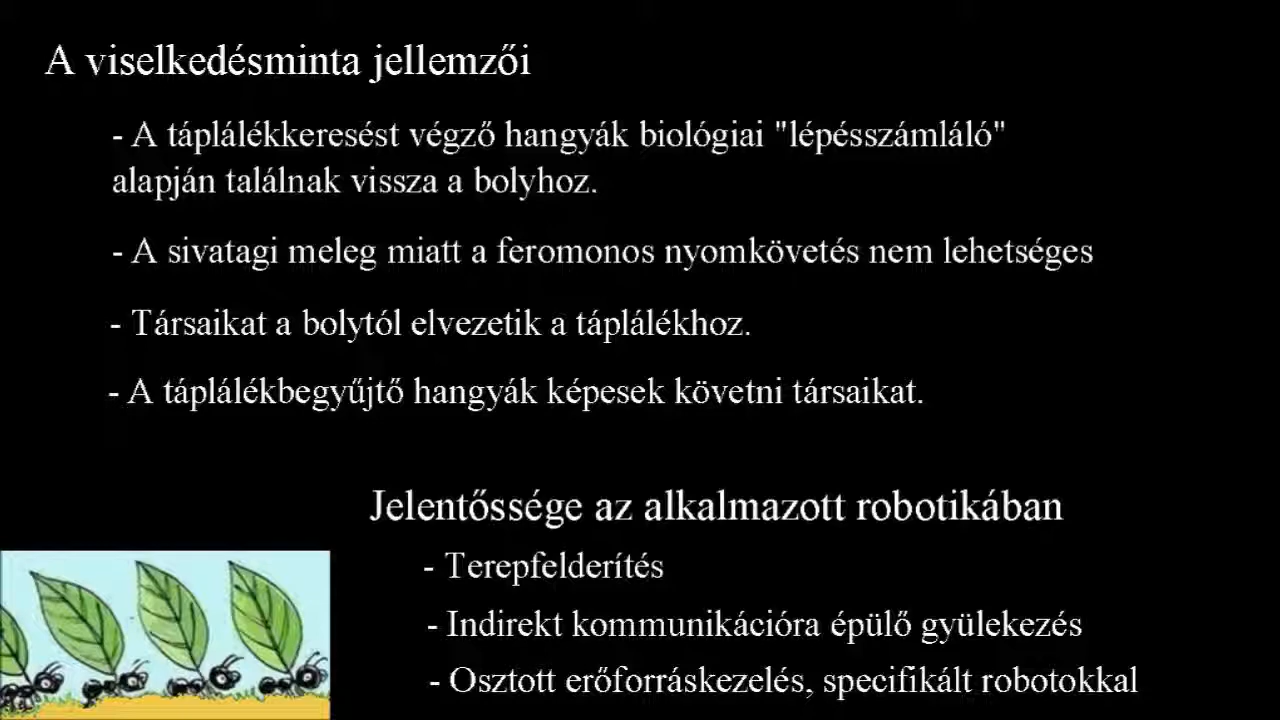 A viselkedésminta jellemzői
- A táplálékkeresést végző hangyák biológiai "lépésszámláló"
alapján találnak vissza a bolyhoz.
- A sivatagi meleg miatt a feromonos nyomkövetés nem lehetséges
- Társaikat a bolytól elvezetik a táplálékhoz.
- A táplálékbegyűjtő hangyák képesek követni társaikat.
Jelentőssége az alkalmazott robotikában
- Terepfelderítés
- Indirekt kommunikációra épülő gyülekezés
- Osztott erőforráskezelés, specifikált robotokkal